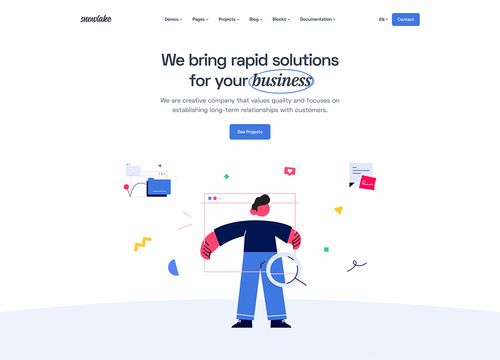 snowlake
Demos Pages Projects Blog Blocks Documentation EN Contact
We bring rapid solutions
for your business
We are creative company that values quality and focuses on
establishing long-term relationships with customers.
See Projects